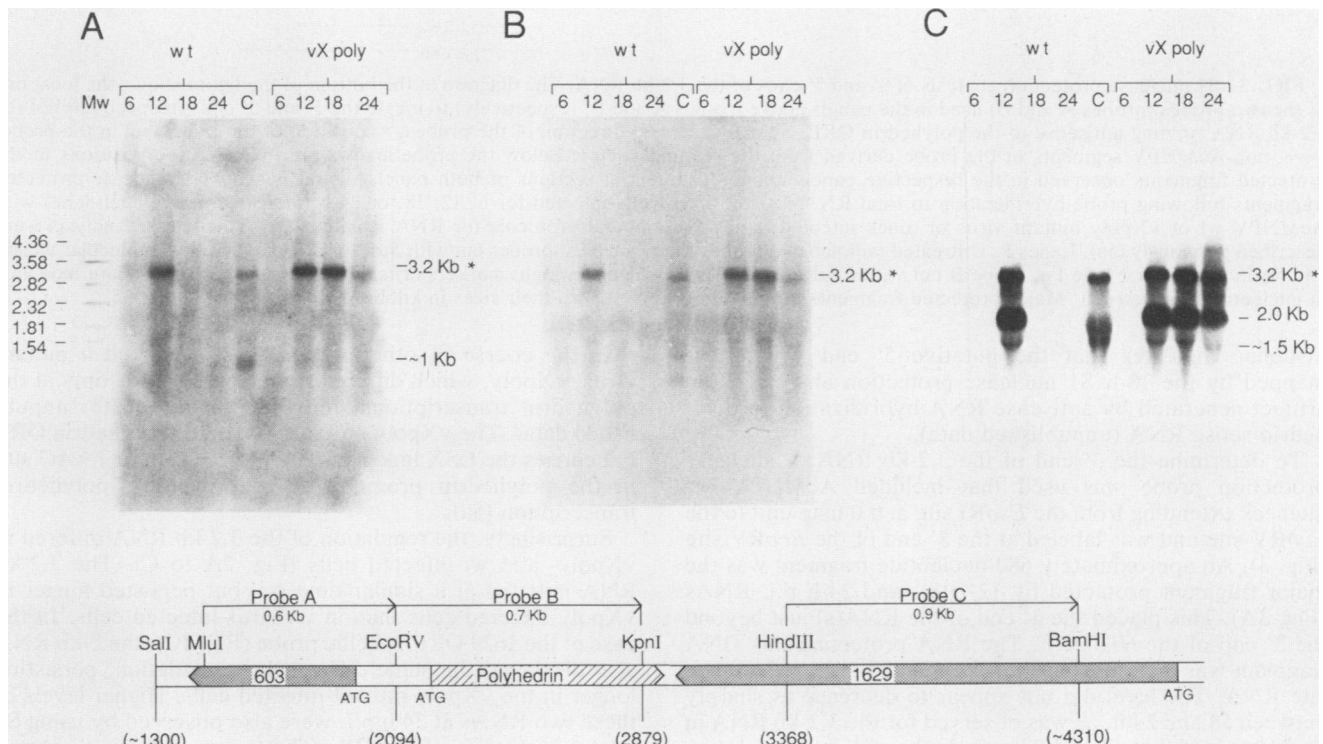 A B C
w t vX poly w t vX poly w t vX poly
Mw 6 12 18 24 C 6 12 18 24
6 12 18 24 C 6 12 18 24
6 12 18 24 C 6 12 18 24
4.36
3.58
2.82
2.32
1.81
1.54
–3.2 Kb *
–~1 Kb
–3.2 Kb *
3.2 Kb *
– 2.0 Kb
– ~1.5 Kb
Probe A
0.6 Kb
Probe B
0.7 Kb
Probe C
0.9 Kb
SalI MluI EcoRV KpnI HindIII BamHI
603 Polyhedrin 1629
ATG ATG ATG
(~1300) (2094) (2879) (3368) (~4310)